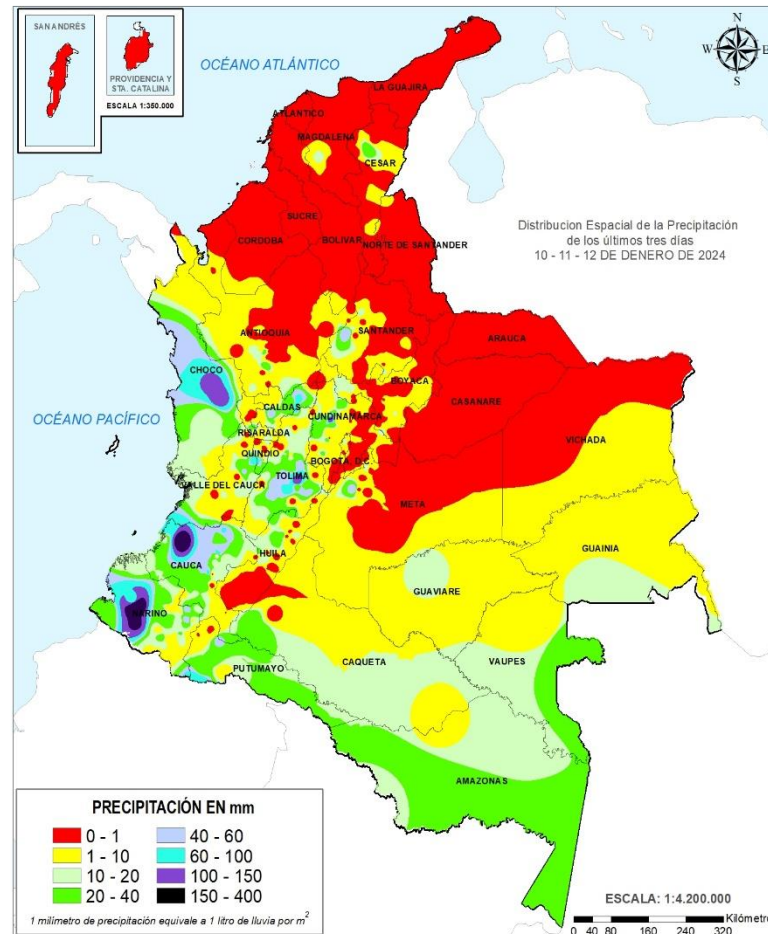 SAN ANDRÉS
PROVIDENCIA Y
STA. CATALINA
ESCALA 1:350.000
OCÉANO ATLÁNTICO
N
W
E
S
LA GUAJIRA
ATLANTICO
MAGDALENA
CESAR
SUCRE
CORDOBA
BOLIVAR
NORTE DE SANTANDER
Distribucion Espacial de la Precipitación
de los últimos tres días
10 - 11 - 12 DE DENERO DE 2024
ANTIOQUIA
SANTANDER
ARAUCA
CHOCO
BOYACA
CASANARE
CALDAS
CUNDINAMARCA
OCÉANO PACÍFICO
RISARALDA
VICHADA
QUINDIO
BOGOTA, D.C.
TOLIMA
VALLE DEL CAUCA
META
HUILA
GUAINIA
CAUCA
GUAVIARE
NARIÑO
CAQUETA
VAUPES
PUTUMAYO
AMAZONAS
PRECIPITACIÓN EN mm
0 - 1
40 - 60
1 - 10
60 - 100
10 - 20
100 - 150
20 - 40
150 - 400
1 milímetro de precipitación equivale a 1 litro de lluvia por m²
ESCALA: 1:4.200.000
Kilómetro
0 40 80 160 240 320